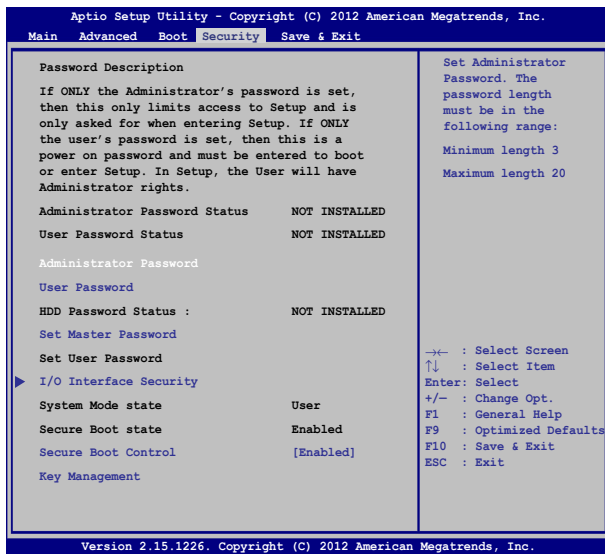 Aptio Setup Utility - Copyright (C) 2012 American Megatrends, Inc.
Main Advanced Boot Security Save & Exit
Password Description
If ONLY the Administrator's password is set,
then this only limits access to Setup and is
only asked for when entering Setup. If ONLY
the user's password is set, then this is a
power on password and must be entered to boot
or enter Setup. In Setup, the User will have
Administrator rights.
Administrator Password Status NOT INSTALLED
User Password Status NOT INSTALLED
Administrator Password
User Password
HDD Password Status : NOT INSTALLED
Set Master Password
Set User Password
I/O Interface Security
System Mode state User
Secure Boot state Enabled
Secure Boot Control [Enabled]
Key Management
Set Administrator
Password. The
password length
must be in the
following range:
Minimum length 3
Maximum length 20
→← : Select Screen
↑↓ : Select Item
Enter: Select
+/— : Change Opt.
F1 : General Help
F9 : Optimized Defaults
F10 : Save & Exit
ESC : Exit
Version 2.15.1226. Copyright (C) 2012 American Megatrends, Inc.